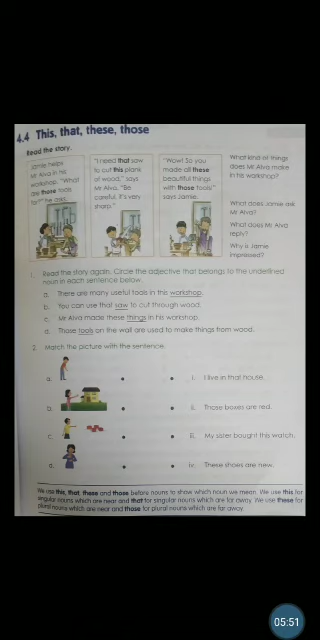 4.4 This, that, these, those
Read the story.
Jamie helps
Mr Alva in his
workshop. "What
are those tools
for?" he asks.
"I need that saw
to cut this plank
of wood," says
Mr Alva. "Be
careful, it's very
sharp."
"Wow! So you
made all these
beautiful things
with those tools!"
says Jamie.
What kind of things
does Mr Alva make
in his workshop?
What does Jamie ask
Mr Alva?
What does Mr Alva
reply?
Why is Jamie
impressed?
1. Read the story again. Circle the adjective that belongs to the underlined
noun in each sentence below.
a. There are many useful tools in this workshop.
b. You can use that saw to cut through wood.
c. Mr Alva made these things in his workshop.
d. Those tools on the wall are used to make things from wood.
2. Match the picture with the sentence.
a. • • i. I live in that house.
b. • • ii. Those boxes are red.
c. • • iii. My sister bought this watch.
d. • • iv. These shoes are new.
We use this, that, these and those before nouns to show which noun we mean. We use this for
singular nouns which are near and that for singular nouns which are far away. We use these for
plural nouns which are near and those for plural nouns which are far away.
05:51